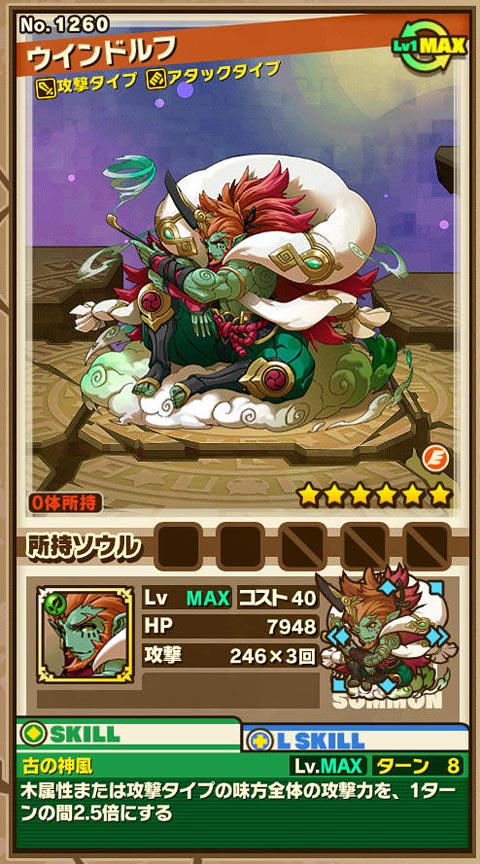 No.1260
ウインドルフ
攻撃タイプ アタックタイプ
Lv1 MAX
E
0体所持
所持ソウル
Lv MAX コスト 40
HP 7948
攻撃 246×3回
SUMMON
SKILL
L SKILL
古の神風 Lv.MAX ターン 8
木属性または攻撃タイプの味方全体の攻撃力を、1ター
ンの間2.5倍にする